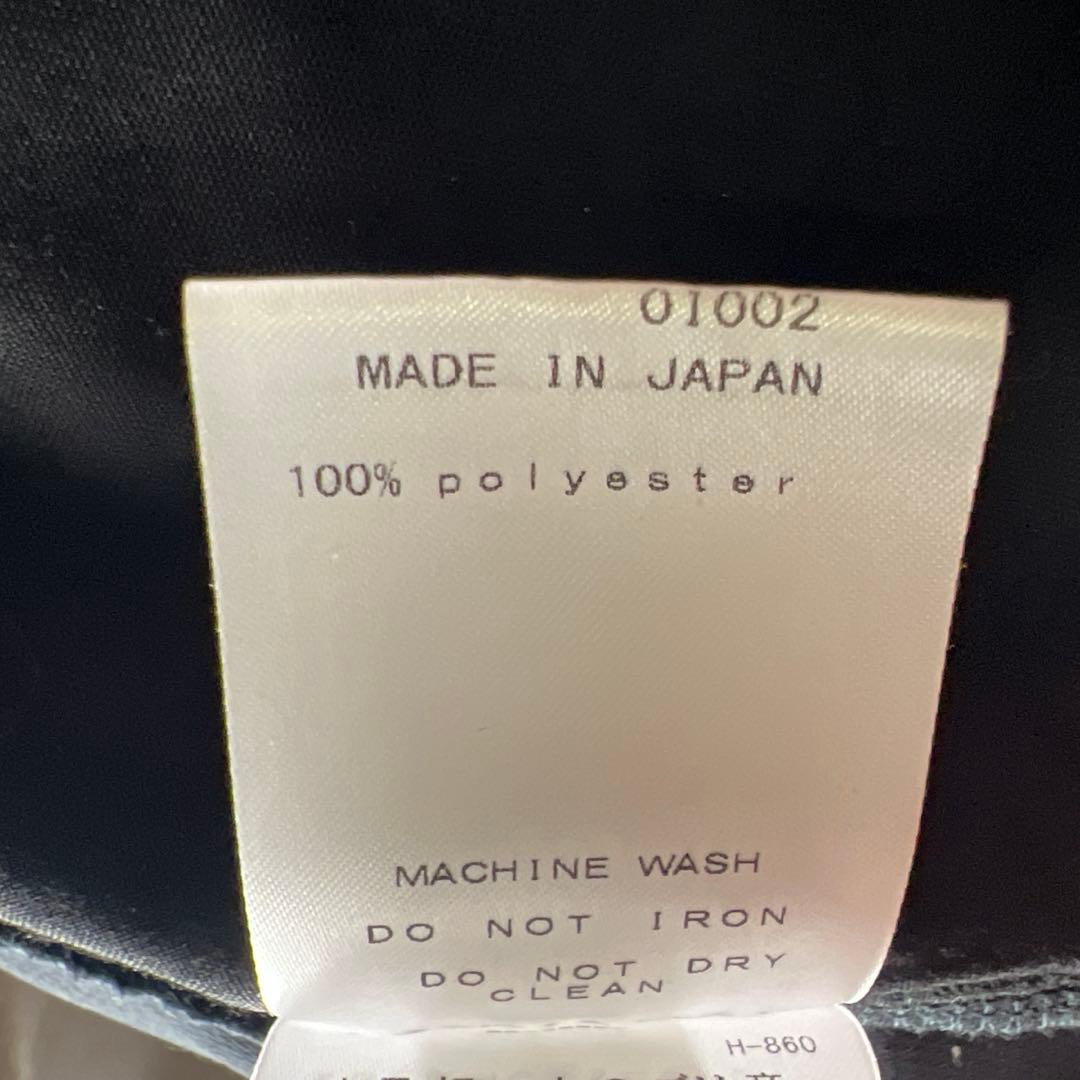 01002
MADE IN JAPAN
100% polyester
MACHINE WASH
DO NOT IRON
DO NOT DRY
CLEAN
H-860